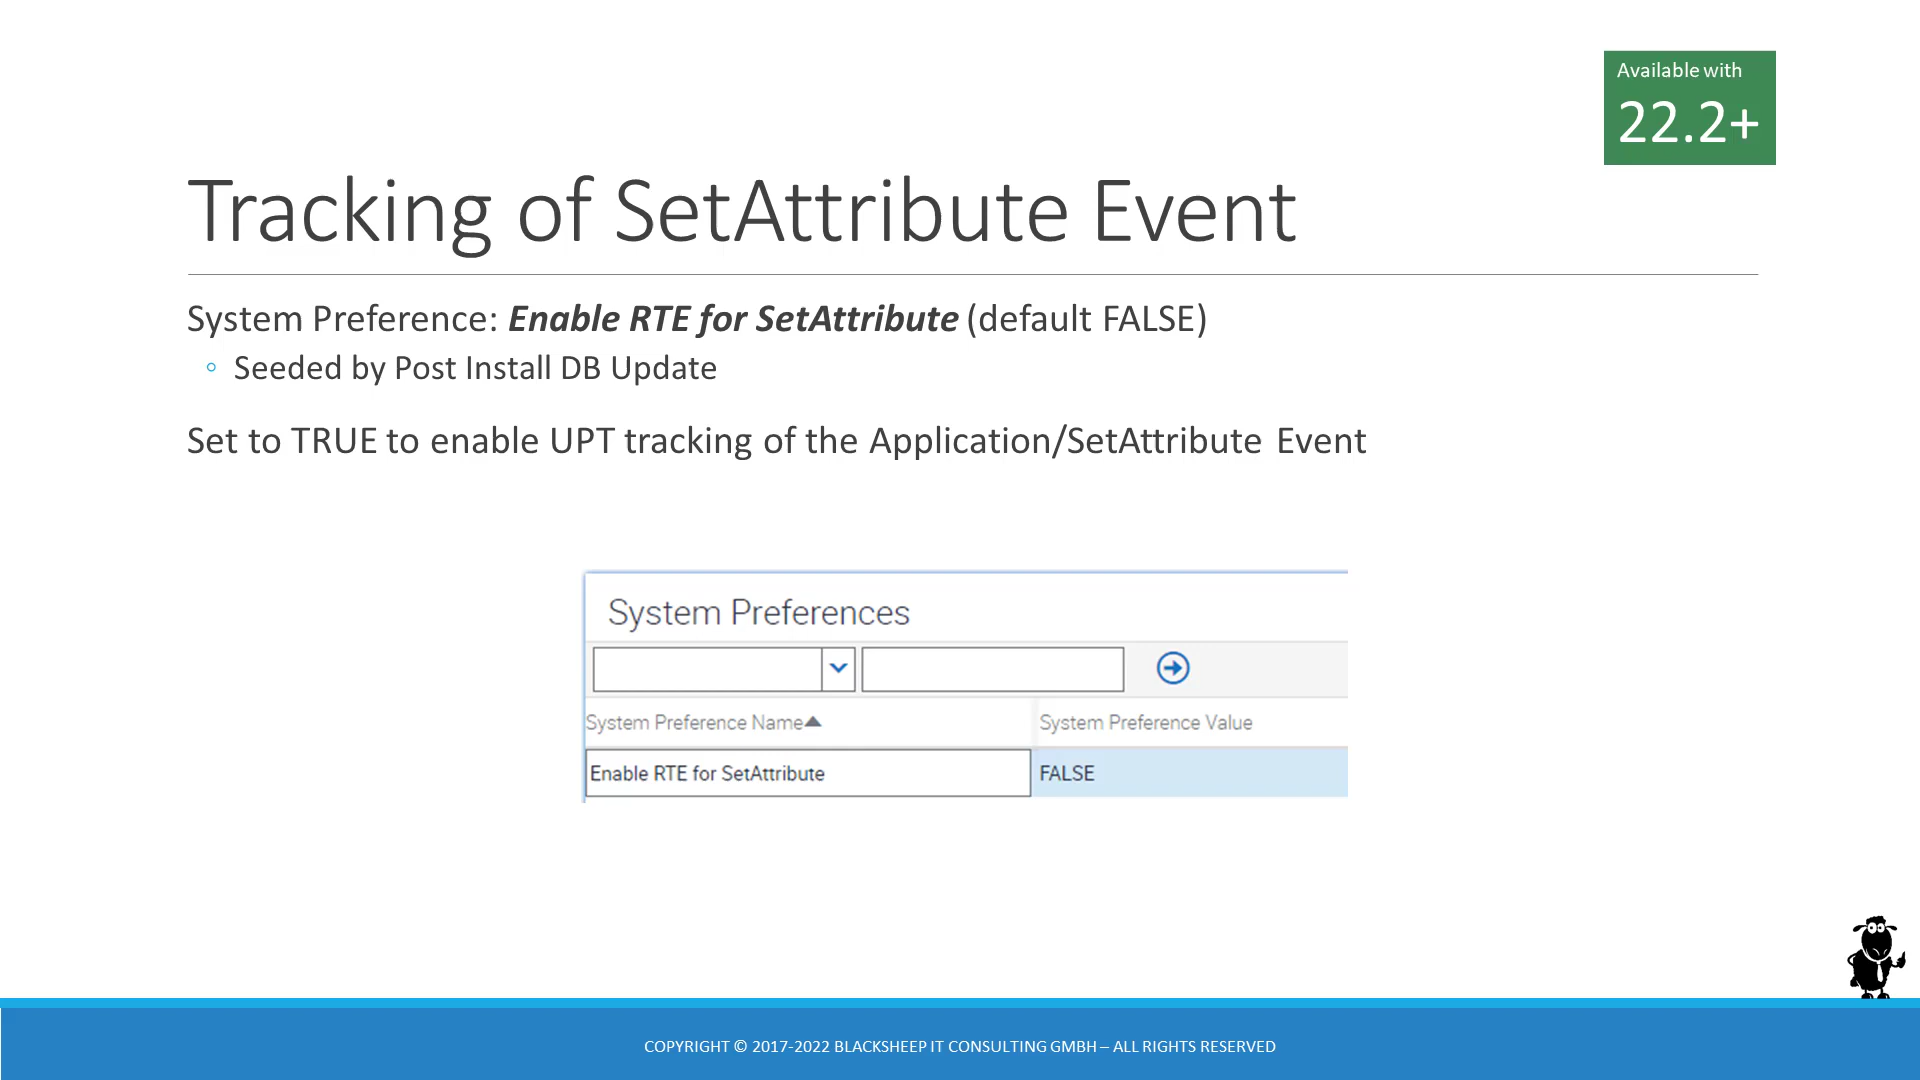 Available with
22.2+
Tracking of SetAttribute Event
System Preference: Enable RTE for SetAttribute (default FALSE)
◦ Seeded by Post Install DB Update
Set to TRUE to enable UPT tracking of the Application/SetAttribute Event
System Preferences
System Preference Name System Preference Value
Enable RTE for SetAttribute FALSE
COPYRIGHT © 2017-2022 BLACKSHEEP IT CONSULTING GMBH – ALL RIGHTS RESERVED